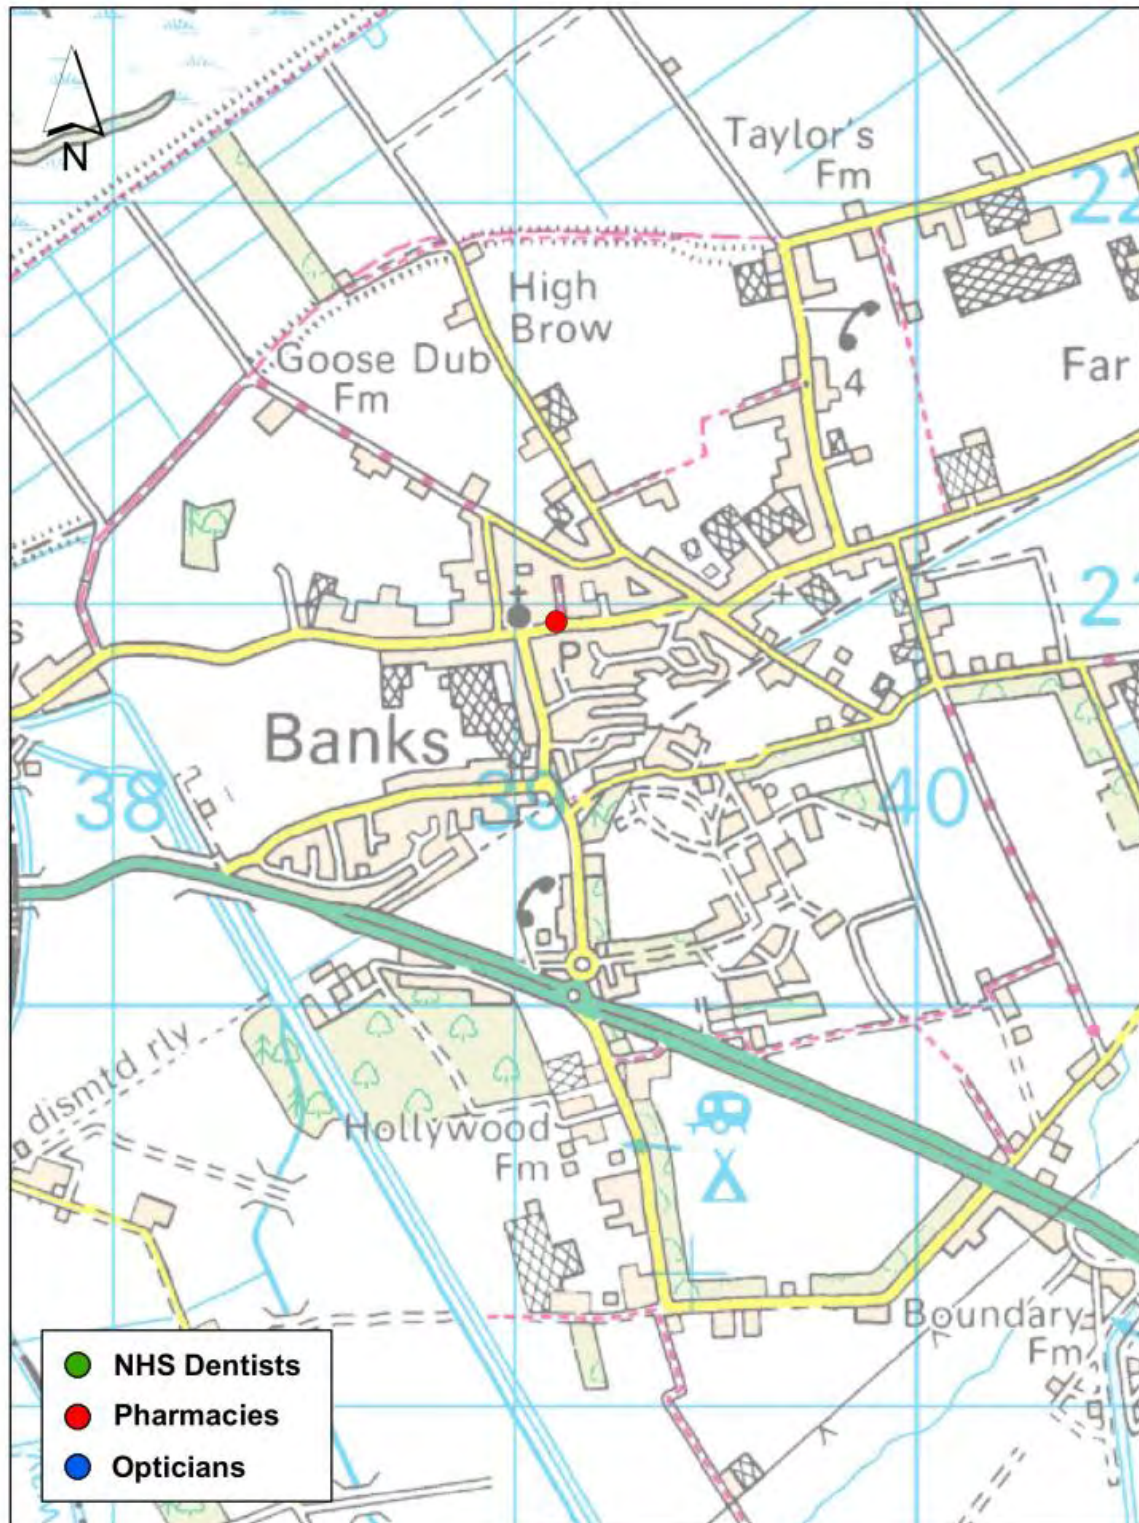 N
Taylor's
Fm
22
High
Brow
Goose Dub
Fm
4
Far
21
s
P
Banks
38
39
40
dismtd rly
Hollywood
Fm
Boundary
Fm
NHS Dentists
Pharmacies
Opticians